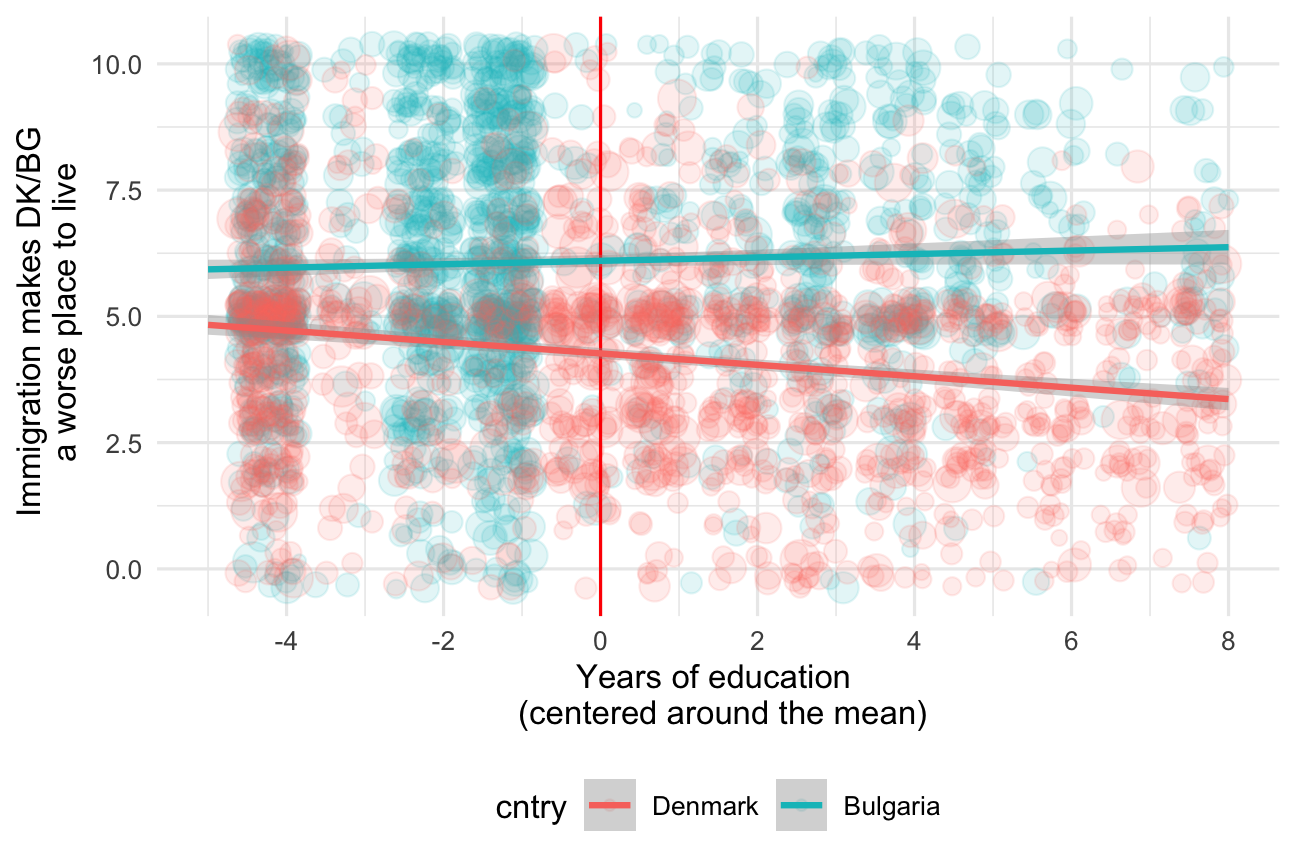 Immigration makes DK/BG
a worse place to live
10.0
7.5
5.0
2.5
0.0
-4
-2
0
2
4
6
8
Years of education
(centered around the mean)
cntry
Denmark
Bulgaria